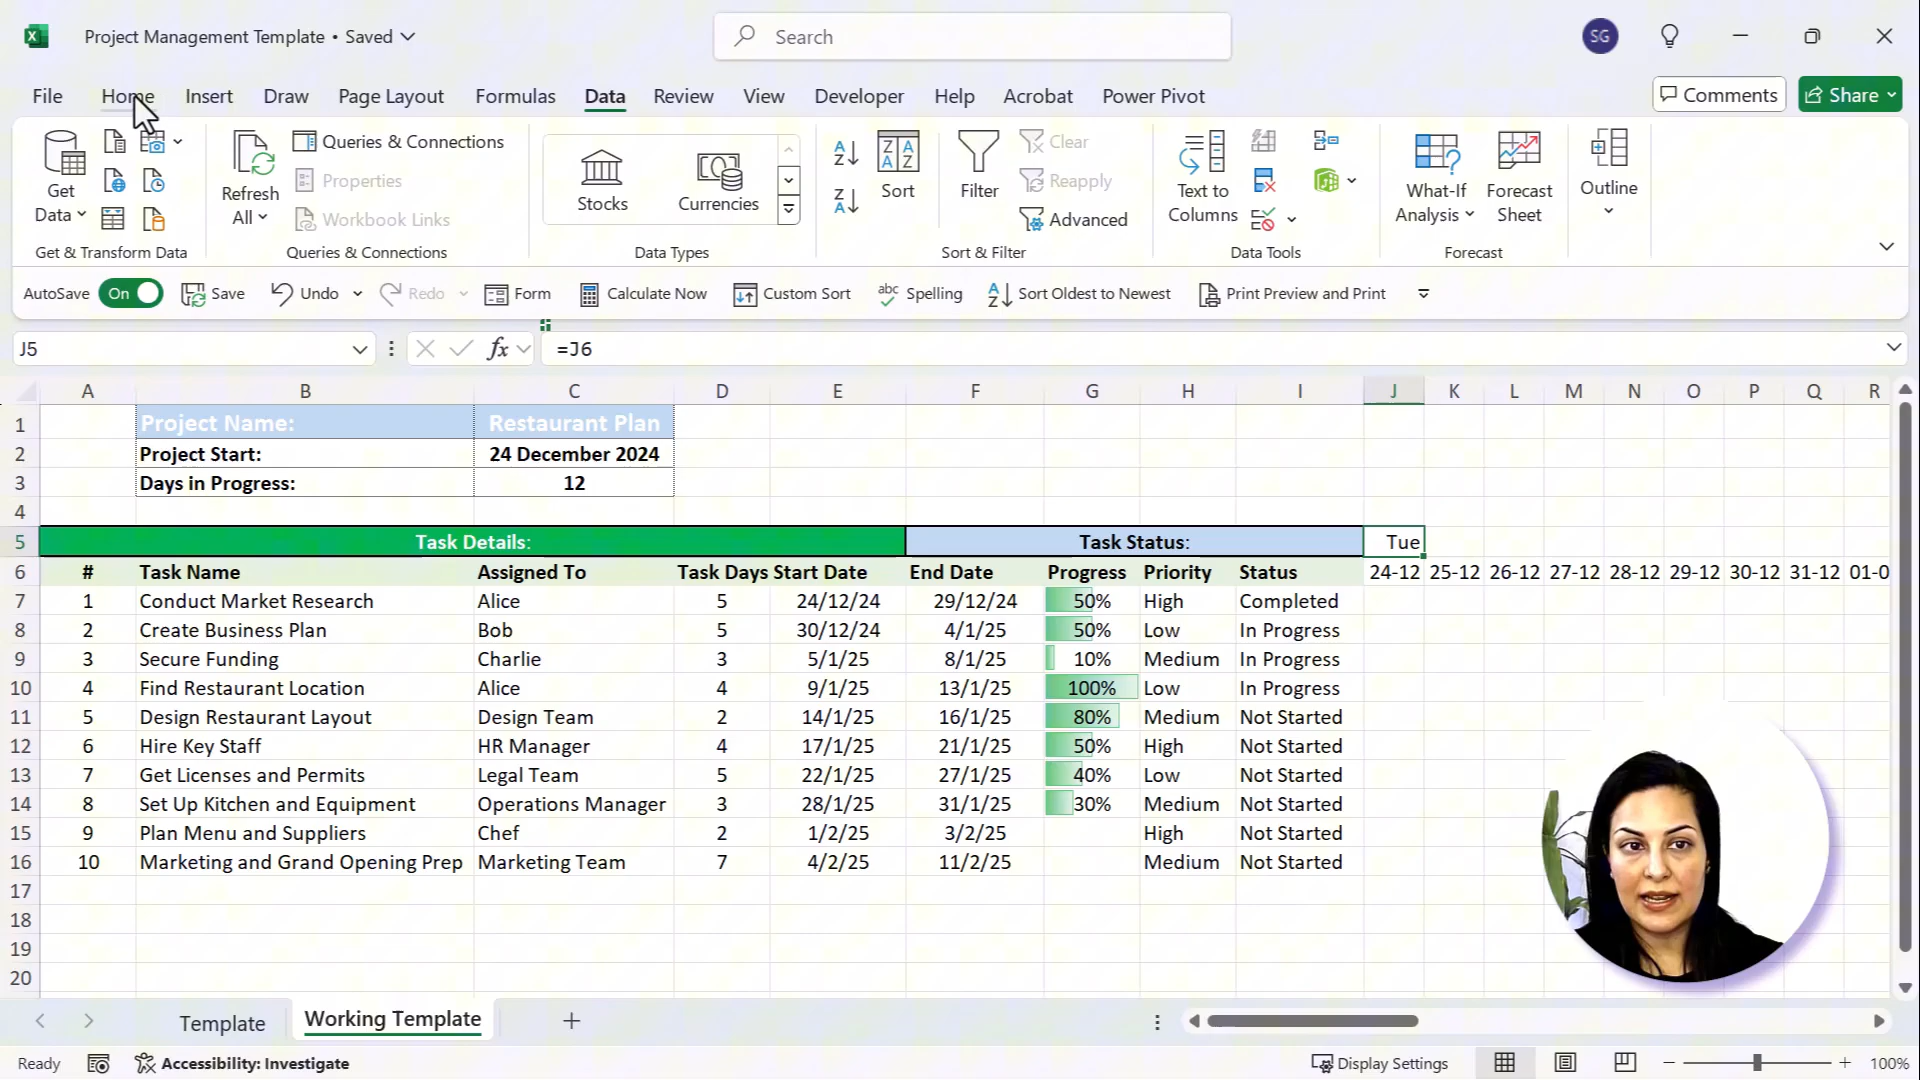 Project Management Template • Saved
Search
SG
File Home Insert Draw Page Layout Formulas Data Review View Developer Help Acrobat Power Pivot
Comments Share
Get Data
Get & Transform Data
Refresh All
Queries & Connections
Properties
Workbook Links
Queries & Connections
Stocks
Currencies
Data Types
Sort
Filter
Clear
Reapply
Advanced
Sort & Filter
Text to Columns
Data Tools
What-If Analysis
Forecast Sheet
Forecast
Outline
AutoSave On Save Undo Redo Form Calculate Now Custom Sort Spelling Sort Oldest to Newest Print Preview and Print
J5 fx =J6
A B C D E F G H I J K L M N O P Q R
1 Project Name: Restaurant Plan
2 Project Start: 24 December 2024
3 Days in Progress: 12
4
5 Task Details: Task Status: Tue
6 # Task Name Assigned To Task Days Start Date End Date Progress Priority Status 24-12 25-12 26-12 27-12 28-12 29-12 30-12 31-12 01-0
7 1 Conduct Market Research Alice 5 24/12/24 29/12/24 50% High Completed
8 2 Create Business Plan Bob 5 30/12/24 4/1/25 50% Low In Progress
9 3 Secure Funding Charlie 3 5/1/25 8/1/25 10% Medium In Progress
10 4 Find Restaurant Location Alice 4 9/1/25 13/1/25 100% Low In Progress
11 5 Design Restaurant Layout Design Team 2 14/1/25 16/1/25 80% Medium Not Started
12 6 Hire Key Staff HR Manager 4 17/1/25 21/1/25 50% High Not Started
13 7 Get Licenses and Permits Legal Team 5 22/1/25 27/1/25 40% Low Not Started
14 8 Set Up Kitchen and Equipment Operations Manager 3 28/1/25 31/1/25 30% Medium Not Started
15 9 Plan Menu and Suppliers Chef 2 1/2/25 3/2/25 High Not Started
16 10 Marketing and Grand Opening Prep Marketing Team 7 4/2/25 11/2/25 Medium Not Started
17
18
19
20
Template Working Template
Ready Accessibility: Investigate Display Settings 100%